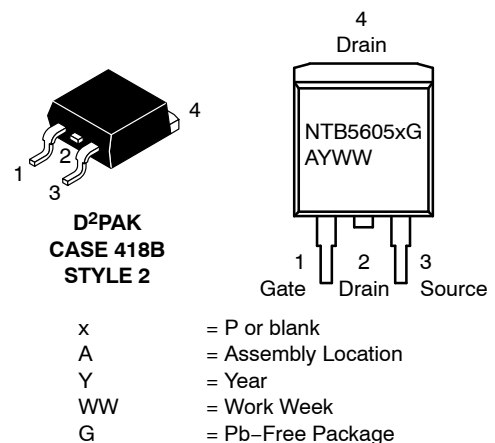 4
Drain
4
NTB5605xG
AYWW
2
1
3
D²PAK
CASE 418B
STYLE 2
1 2 3
Gate Drain Source
x = P or blank
A = Assembly Location
Y = Year
WW = Work Week
G = Pb−Free Package